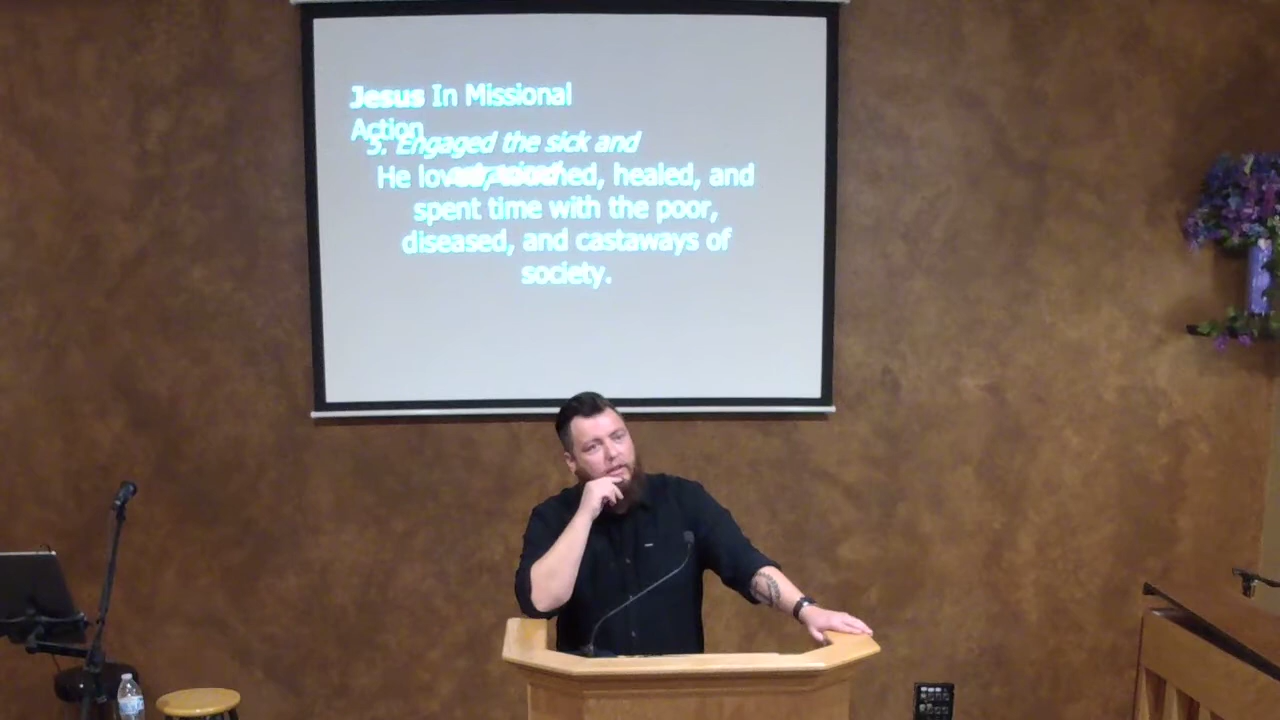 Jesus In Missional
Action
5. Engaged the sick and
He loved, touched, healed, and
spent time with the poor,
diseased, and castaways of
society.